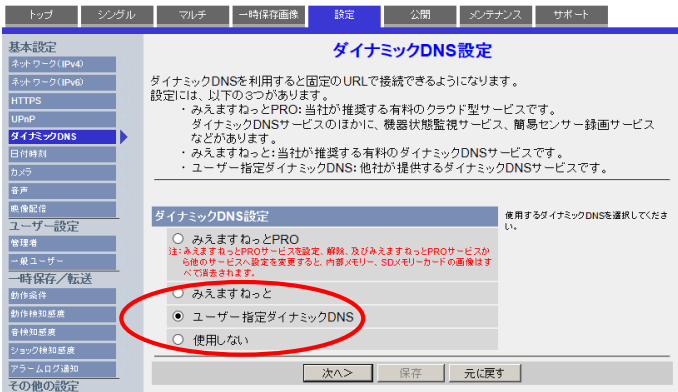 トップ
シングル
マルチ
一時保存画像
設定
公開
メンテナンス
サポート
基本設定
ネットワーク(IPv4)
ネットワーク(IPv6)
HTTPS
UPnP
ダイナミックDNS
日付時刻
カメラ
音声
映像配信
ユーザー設定
管理者
一般ユーザー
一時保存/転送
動作条件
動作検知感度
音検知感度
ショック検知感度
アラームログ通知
その他の設定
ダイナミックDNS設定
ダイナミックDNSを利用すると固定のURLで接続できるようになります。
設定には、以下の3つがあります。
・みえますねっとPRO: 当社が推奨する有料のクラウド型サービスです。
ダイナミックDNSサービスのほかに、機器状態監視サービス、簡易センサー録画サービス
などがあります。
・みえますねっと:当社が推奨する有料のダイナミックDNSサービスです。
・ユーザー指定ダイナミックDNS: 他社が提供するダイナミックDNSサービスです。
ダイナミックDNS設定
みえますねっとPRO
注:みえますねっとPROサービスを設定、解除、及びみえますねっとPROサービスか
ら他のサービスへ設定を変更すると、内部メモリー、SDメモリーカードの画像はす
べて消去されます。
みえますねっと
ユーザー指定ダイナミックDNS
使用しない
使用するダイナミックDNSを選択してくださ
い。
次へ>
保存
元に戻す